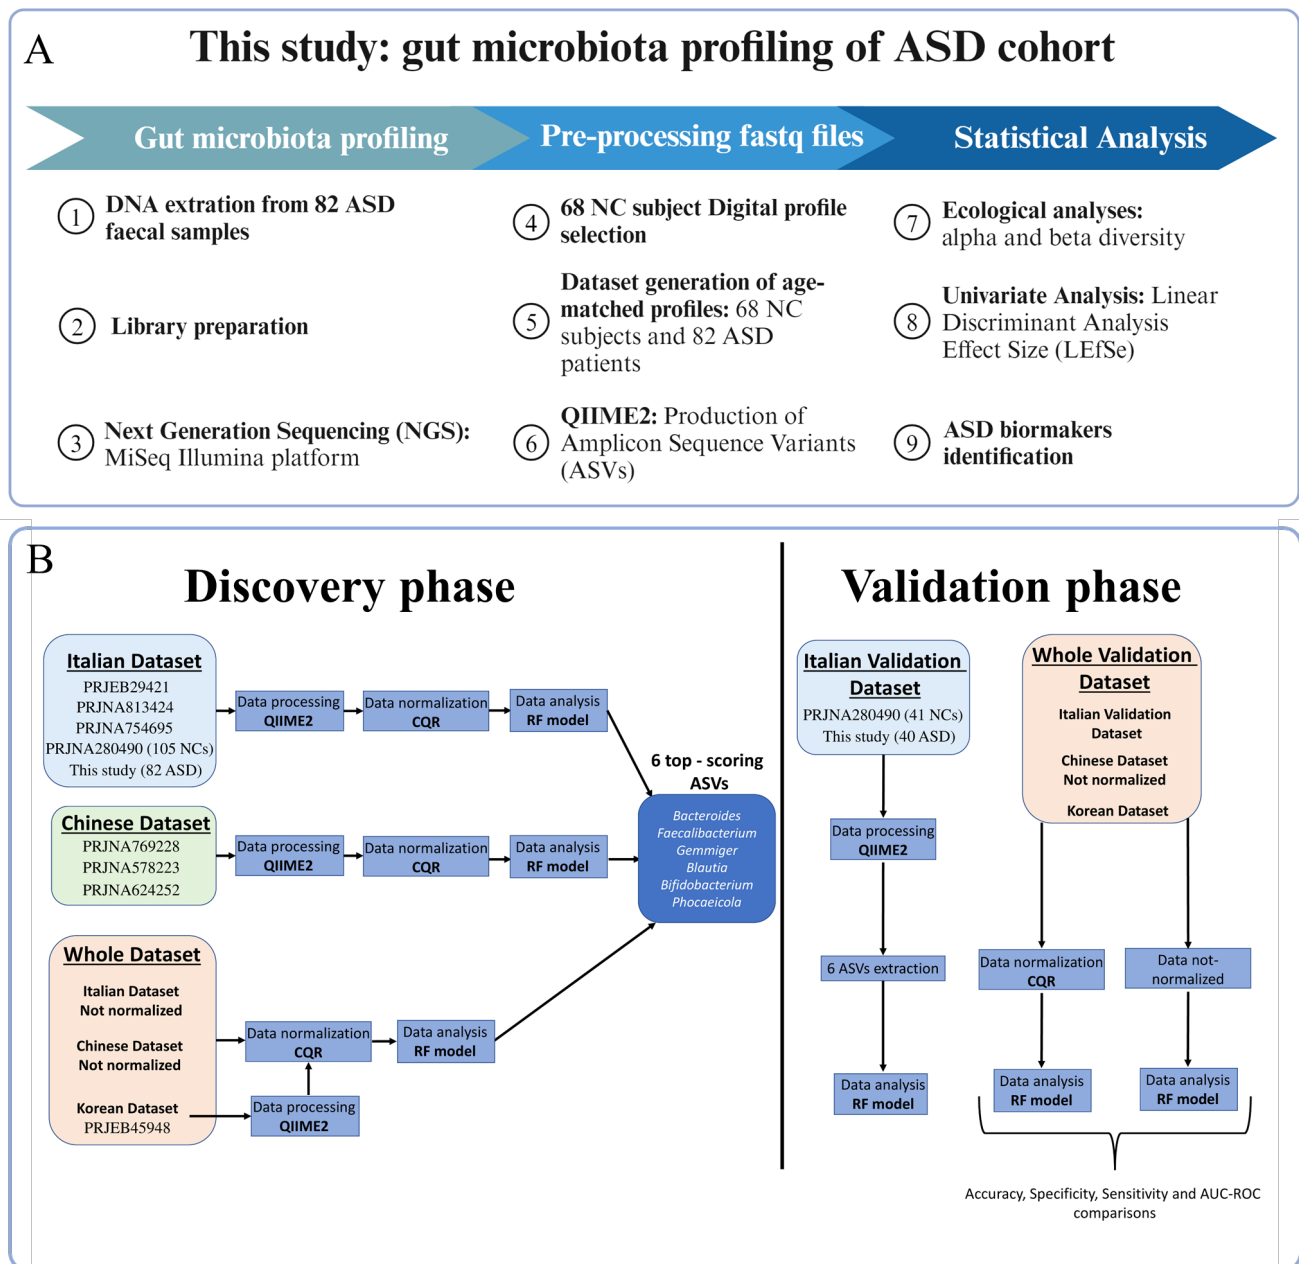 A
This study: gut microbiota profiling of ASD cohort
Gut microbiota profiling
Pre-processing fastq files
Statistical Analysis
1
DNA extration from 82 ASD
faecal samples
2
Library preparation
3
Next Generation Sequencing (NGS):
MiSeq Illumina platform
4
68 NC subject Digital profile
selection
5
Dataset generation of age-
matched profiles: 68 NC
subjects and 82 ASD
patients
6
QIIME2: Production of
Amplicon Sequence Variants
(ASVs)
7
Ecological analyses:
alpha and beta diversity
8
Univariate Analysis: Linear
Discriminant Analysis
Effect Size (LEfSe)
9
ASD biormakers
identification
B
Discovery phase
Italian Dataset
PRJEB29421
PRJNA813424
PRJNA754695
PRJNA280490 (105 NCs)
This study (82 ASD)
Data processing
QIIME2
Data normalization
CQR
Data analysis
RF model
Chinese Dataset
PRJNA769228
PRJNA578223
PRJNA624252
Data processing
QIIME2
Data normalization
CQR
Data analysis
RF model
6 top - scoring
ASVs
Bacteroides
Faecalibacterium
Gemmiger
Blautia
Bifidobacterium
Phocaeicola
Whole Dataset
Italian Dataset
Not normalized
Chinese Dataset
Not normalized
Korean Dataset
PRJEB45948
Data normalization
CQR
Data analysis
RF model
Data processing
QIIME2
Validation phase
Italian Validation
Dataset
PRJNA280490 (41 NCs)
This study (40 ASD)
Data processing
QIIME2
6 ASVs extraction
Data analysis
RF model
Whole Validation
Dataset
Italian Validation
Dataset
Chinese Dataset
Not normalized
Korean Dataset
Data normalization
CQR
Data not-
normalized
Data analysis
RF model
Data analysis
RF model
Accuracy, Specificity, Sensitivity and AUC-ROC
comparisons